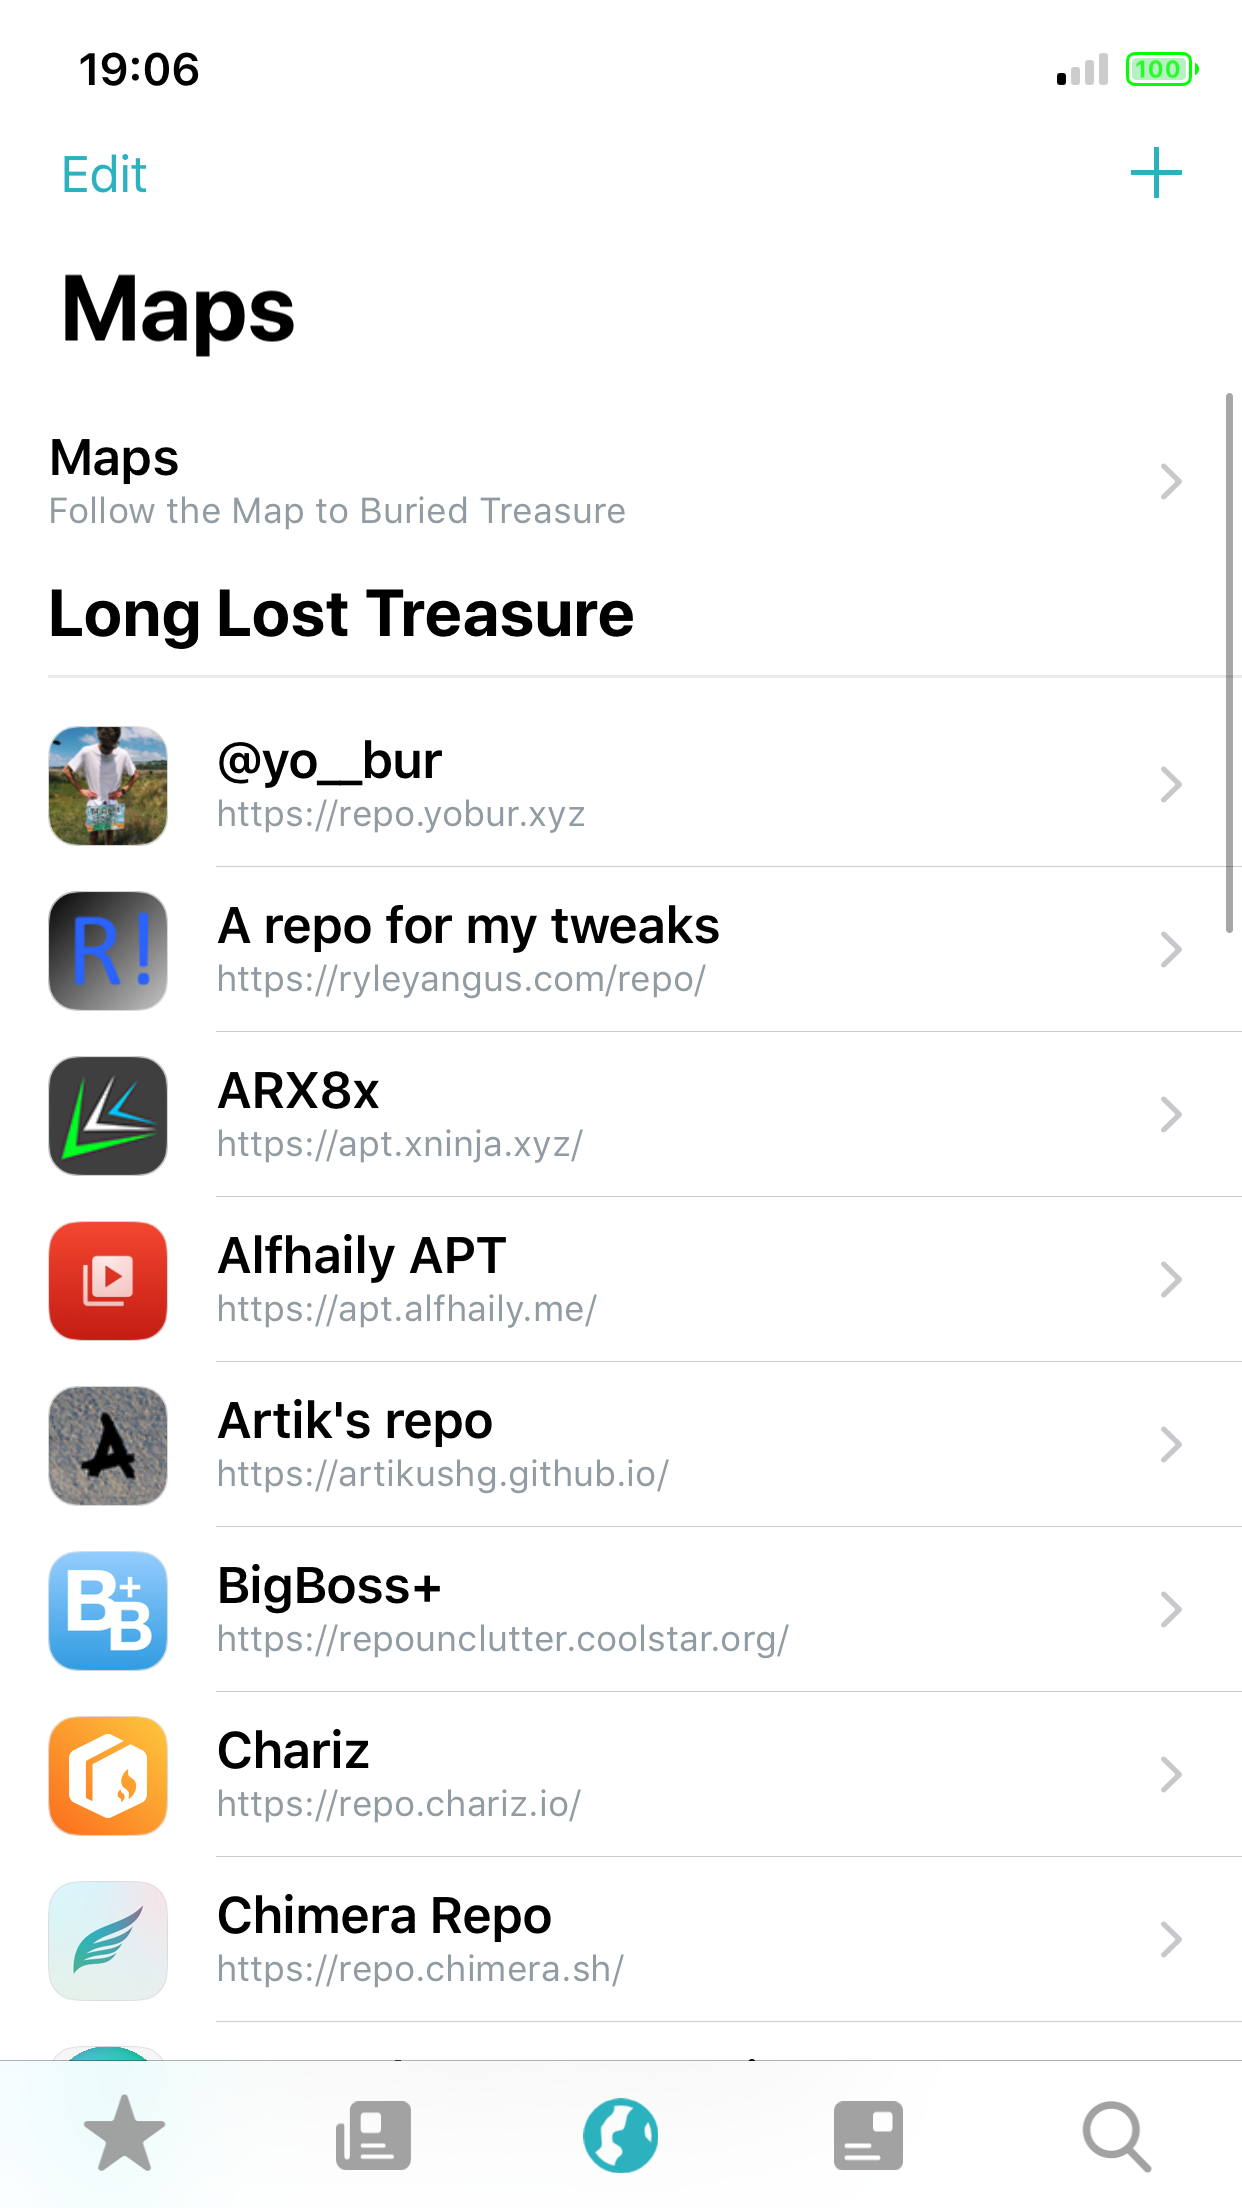 19:06
100
Edit
Maps
Maps
Follow the Map to Buried Treasure
Long Lost Treasure
@yo__bur
https://repo.yobur.xyz
R!
A repo for my tweaks
https://ryleyangus.com/repo/
ARX8x
https://apt.xninja.xyz/
Alfhaily APT
https://apt.alfhaily.me/
A
Artik's repo
https://artikushg.github.io/
B+B
BigBoss+
https://repounclutter.coolstar.org/
Chariz
https://repo.chariz.io/
Chimera Repo
https://repo.chimera.sh/